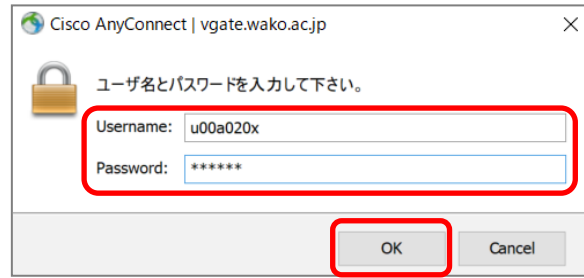 Cisco AnyConnect | vgate.wako.ac.jp
ユーザ名とパスワードを入力して下さい。
Username: u00a020x
Password: ******
OK Cancel